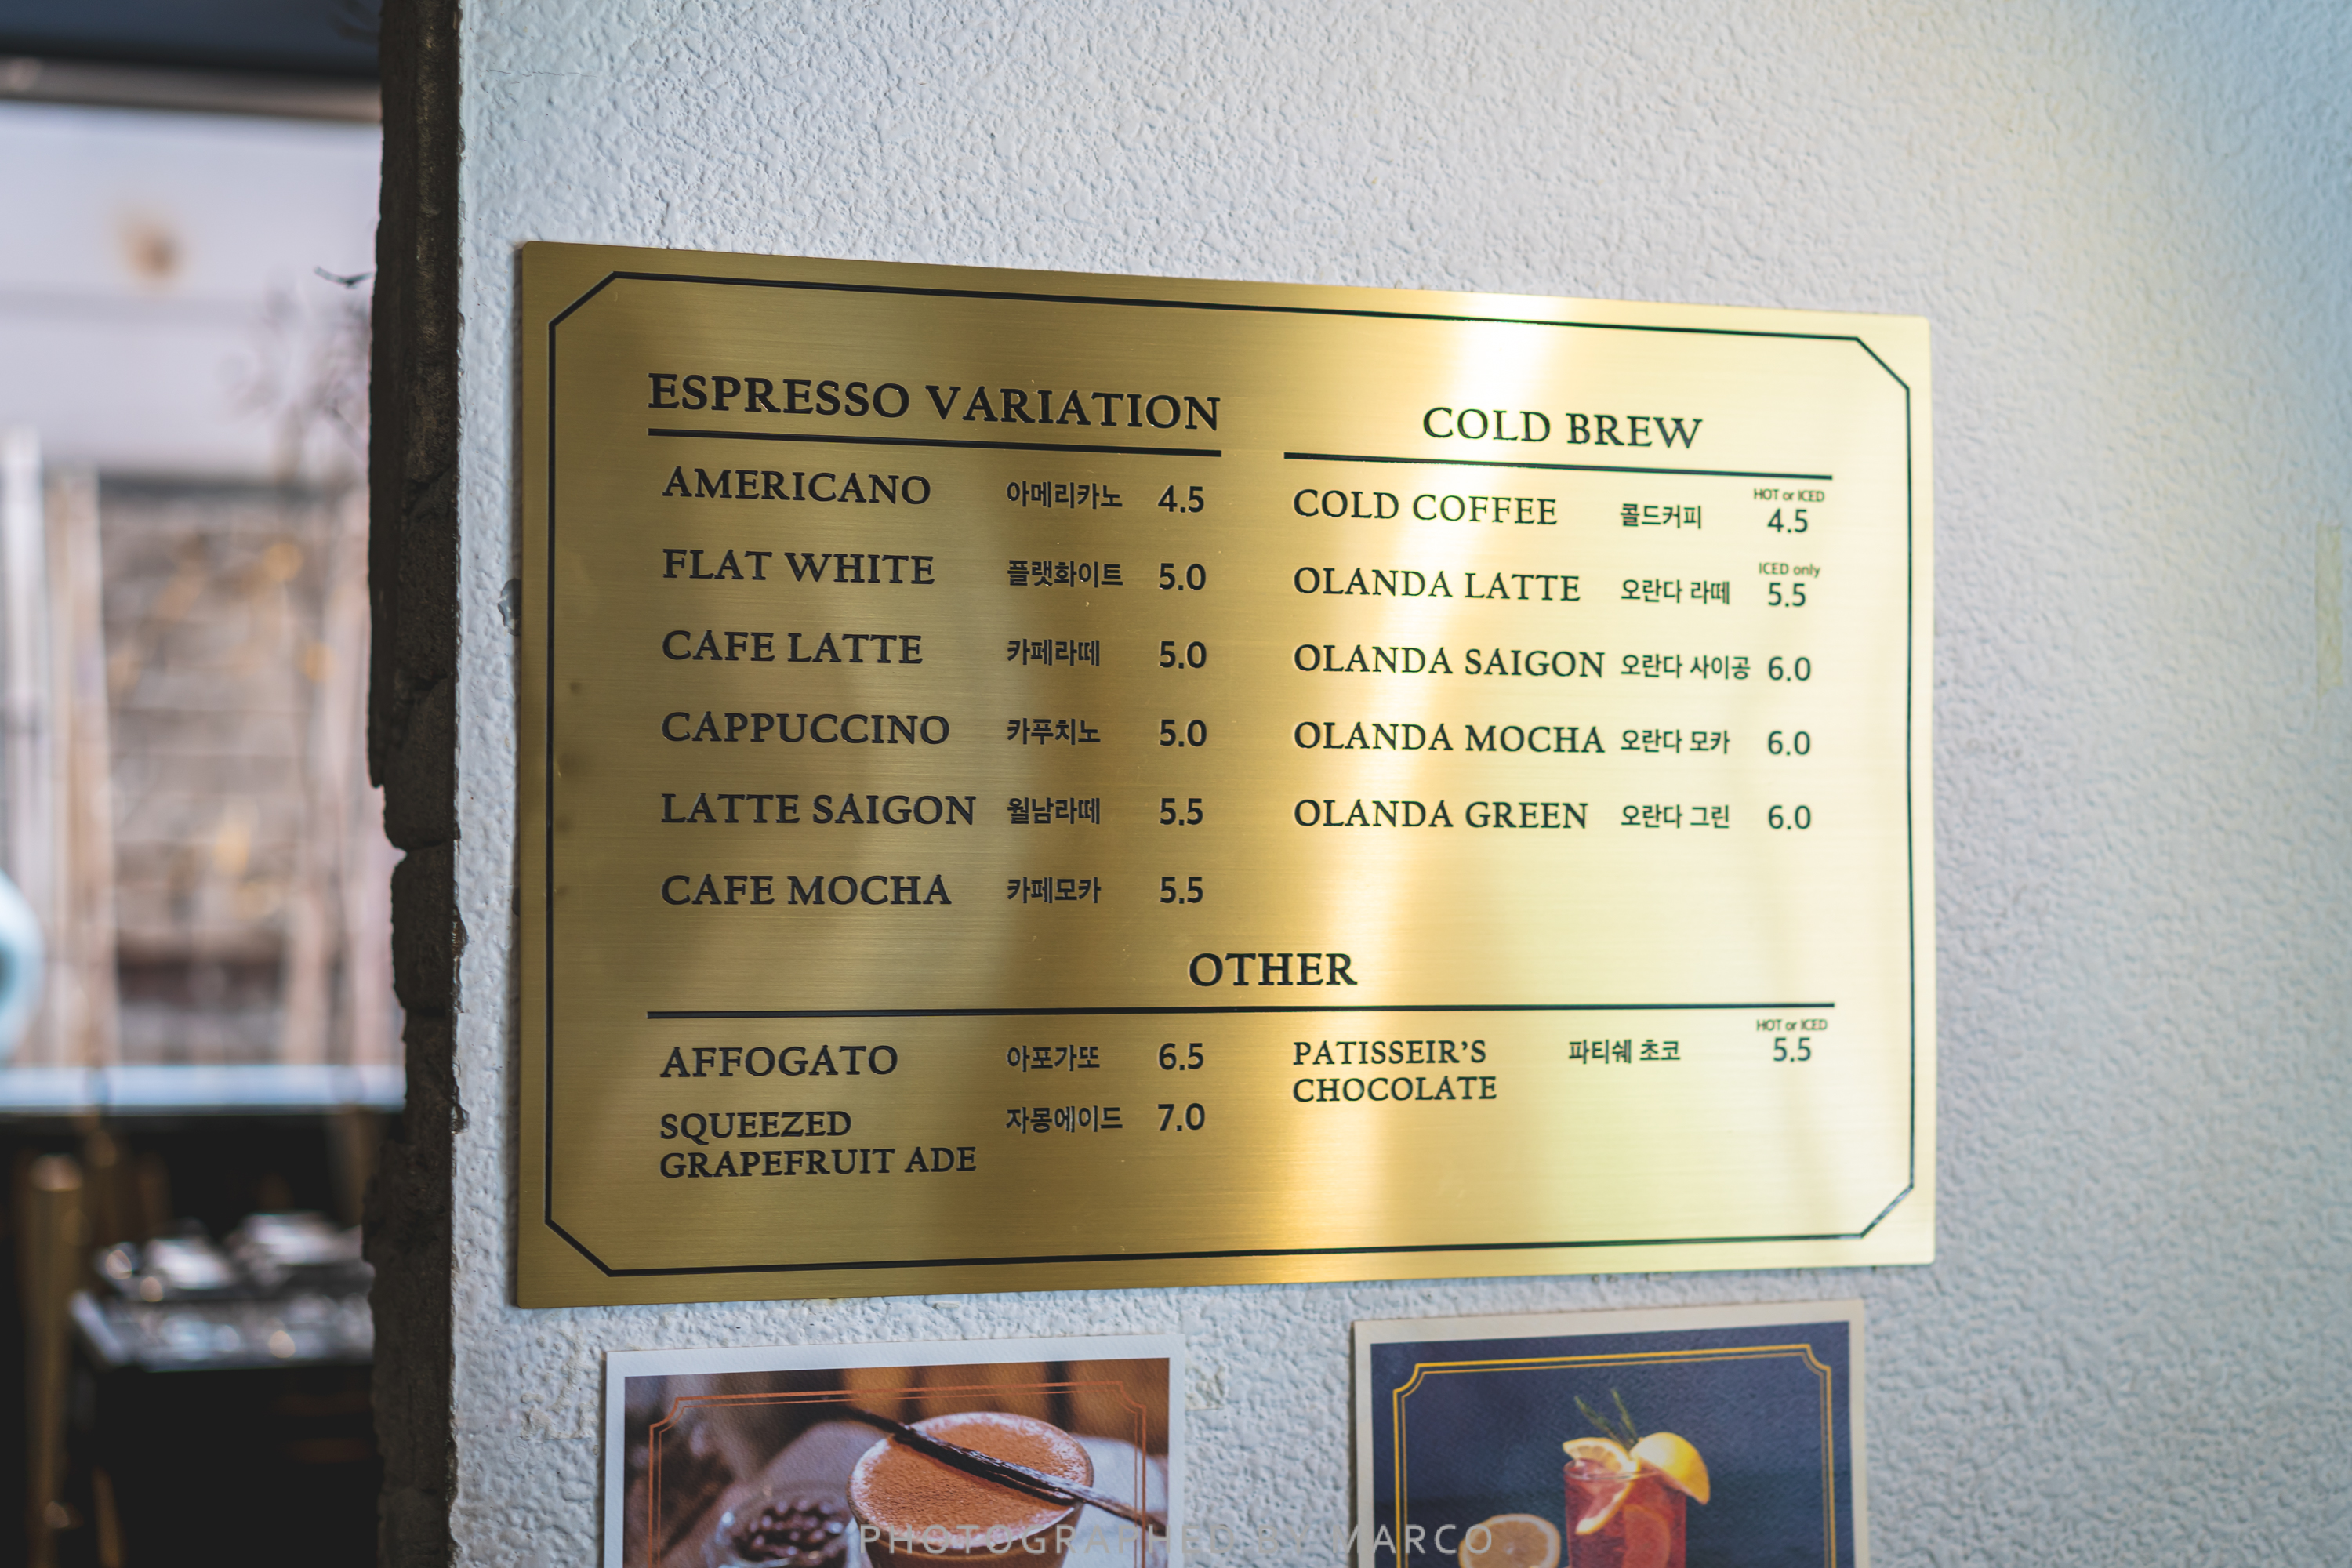 ESPRESSO VARIATION
AMERICANO 아메리카노 4.5
FLAT WHITE 플랫화이트 5.0
CAFE LATTE 카페라떼 5.0
CAPPUCCINO 카푸치노 5.0
LATTE SAIGON 월남라떼 5.5
CAFE MOCHA 카페모카 5.5
COLD BREW
HOT or ICED
COLD COFFEE 콜드커피 4.5
ICED only
OLANDA LATTE 오란다 라떼 5.5
OLANDA SAIGON 오란다 사이공 6.0
OLANDA MOCHA 오란다 모카 6.0
OLANDA GREEN 오란다 그린 6.0
OTHER
AFFOGATO 아포가또 6.5
SQUEEZED 자몽에이드 7.0
GRAPEFRUIT ADE
HOT or ICED
PATISSEIR'S 파티쉐 초코 5.5
CHOCOLATE
PHOTOGRAPHED BY MARCO